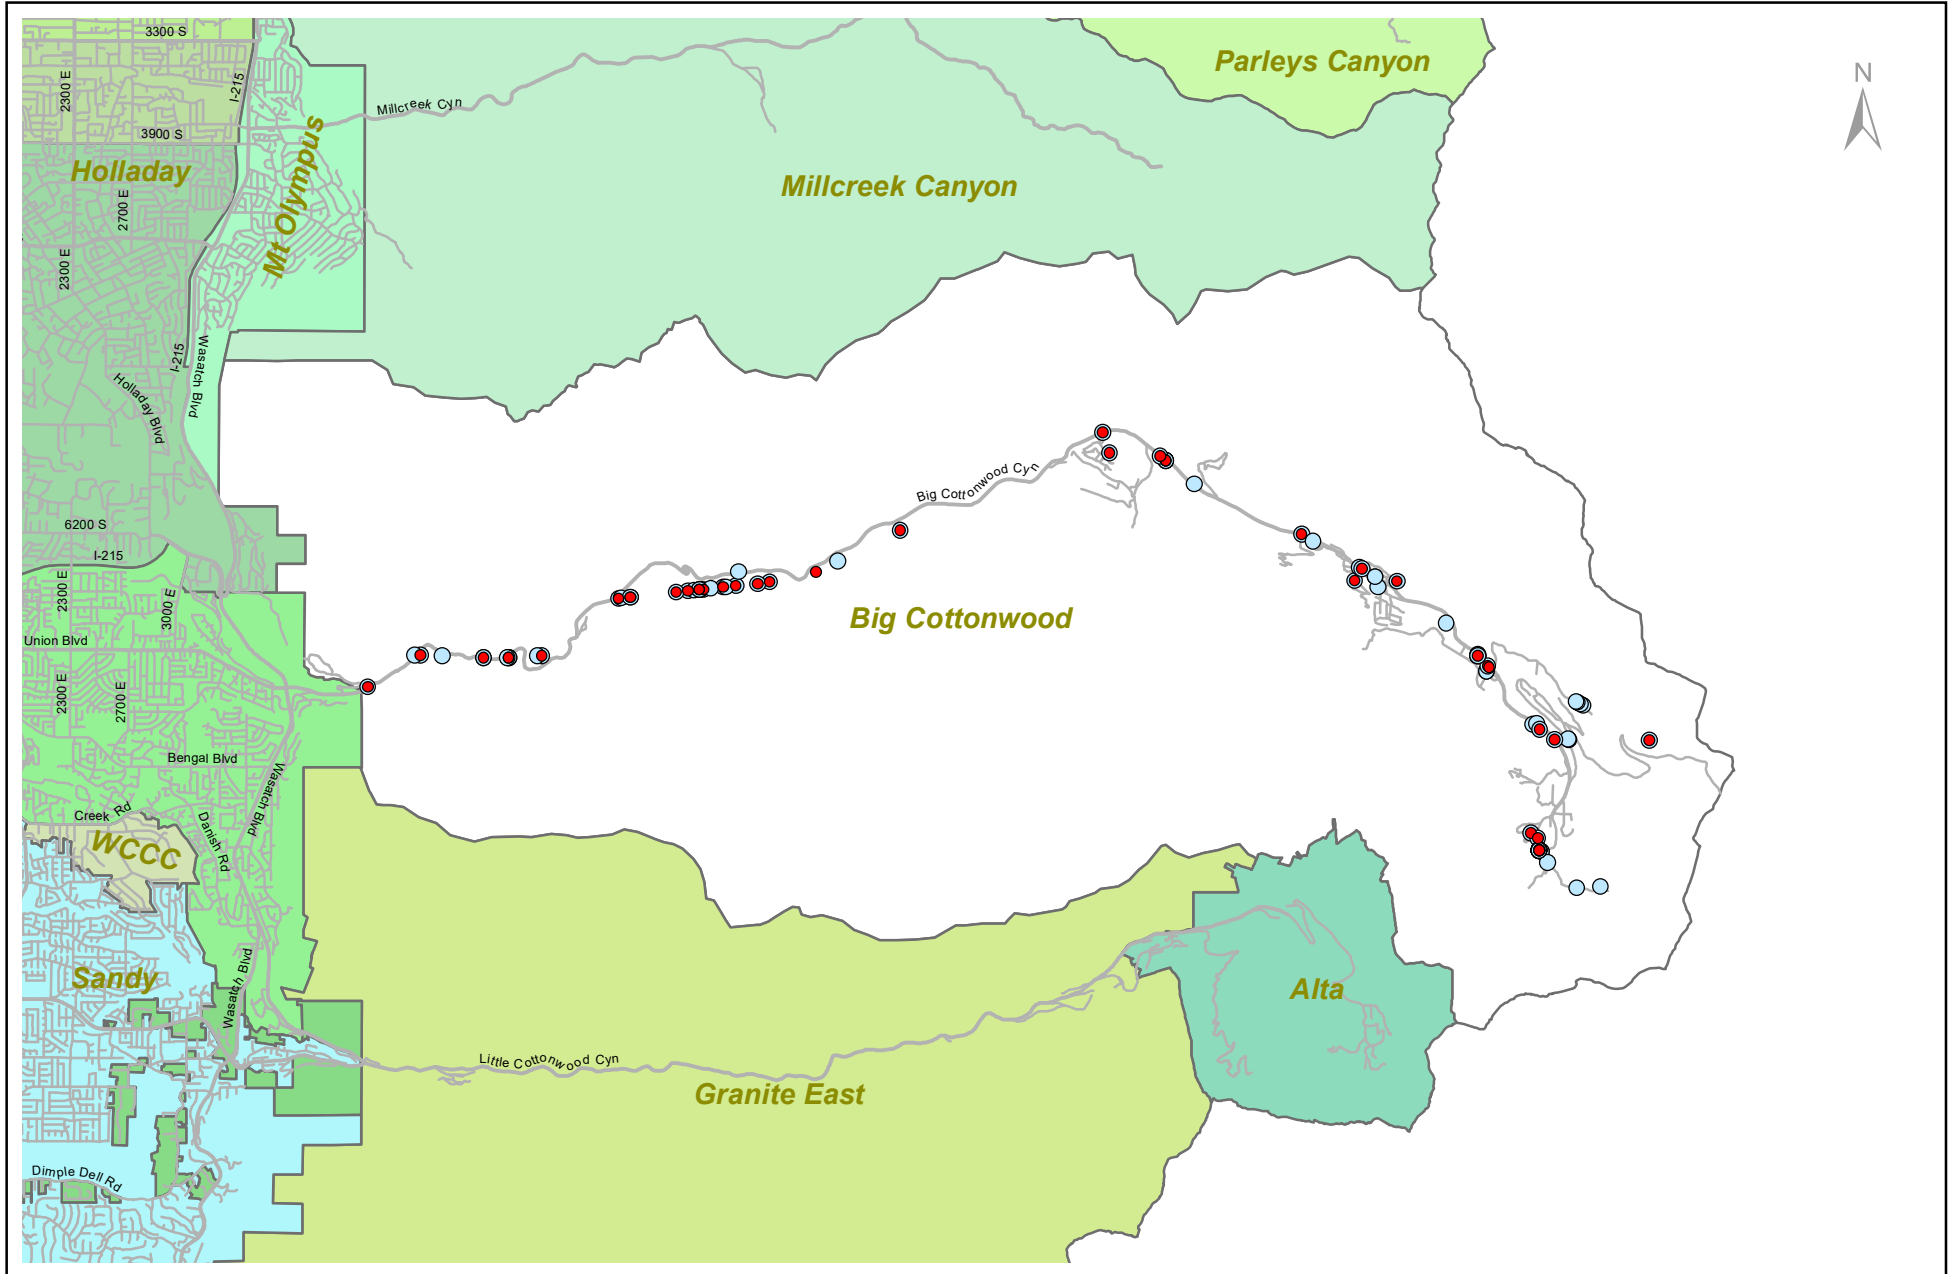 3300 S
Parleys Canyon
N
2300 E
I-215
Millcreek Cyn
3900 S
Holladay
Mt Olympus
Millcreek Canyon
2700 E
2300 E
I-215
Wasatch Blvd
Holladay Blvd
Big Cottonwood Cyn
6200 S
I-215
2300 E
3000 E
Big Cottonwood
Union Blvd
2300 E
2700 E
Bengal Blvd
Wasatch Blvd
Creek Rd
Danish Rd
WCCC
Sandy
Wasatch Blvd
Alta
Little Cottonwood Cyn
Granite East
Dimple Dell Rd